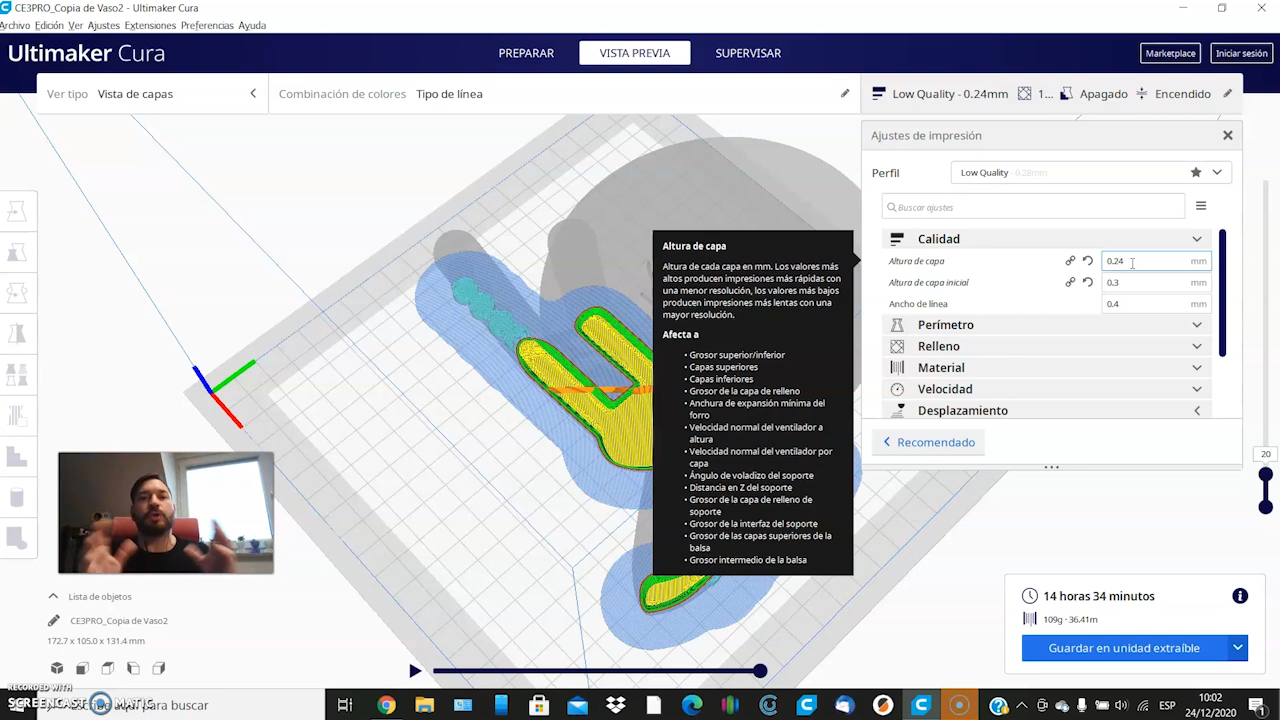 CE3PRO_Copia de Vaso2 - Ultimaker Cura
Archivo Edición Ver Ajustes Extensiones Preferencias Ayuda
Ultimaker Cura
PREPARAR
VISTA PREVIA
SUPERVISAR
Marketplace
Iniciar sesión
Ver tipo Vista de capas
Combinación de colores Tipo de línea
Low Quality - 0.24mm
1...
Apagado
Encendido
Ajustes de impresión
Perfil
Low Quality - 0.28mm
Buscar ajustes
Calidad
Altura de capa
0.24 mm
Altura de capa inicial
0.3 mm
Ancho de línea
0.4 mm
Perímetro
Relleno
Material
Velocidad
Desplazamiento
Recomendado
Altura de capa
Altura de cada capa en mm. Los valores más
altos producen impresiones más rápidas con
una menor resolución, los valores más bajos
producen impresiones más lentas con una
mayor resolución.
Afecta a
• Grosor superior/inferior
• Capas superiores
• Capas inferiores
• Grosor de la capa de relleno
• Anchura de expansión mínima del
forro
• Velocidad normal del ventilador a
altura
• Velocidad normal del ventilador por
capa
• Ángulo de voladizo del soporte
• Distancia en Z del soporte
• Grosor de la capa de relleno de
soporte
• Grosor de la interfaz del soporte
• Grosor de las capas superiores de la
balsa
• Grosor intermedio de la balsa
20
Lista de objetos
CE3PRO_Copia de Vaso2
172.7 x 105.0 x 131.4 mm
14 horas 34 minutos
109g · 36.41m
Guardar en unidad extraíble
RECORDED WITH
SCREENCAST MATIC
para buscar
ESP
10:02
24/12/2020
1